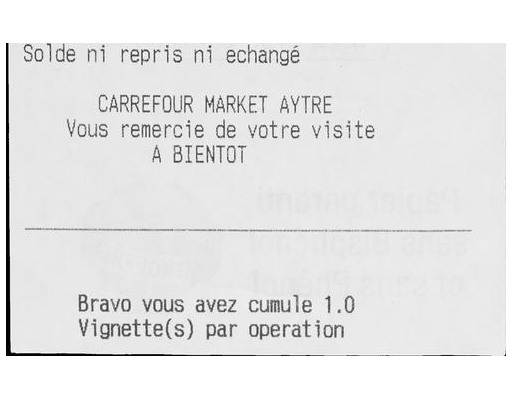 Solde ni repris ni echangé
CARREFOUR MARKET AYTRE
Vous remercie de votre visite
A BIENTOT
Papier garanti
sans Bisphénol
et sans Phénol
Bravo vous avez cumule 1.0
Vignette(s) par operation